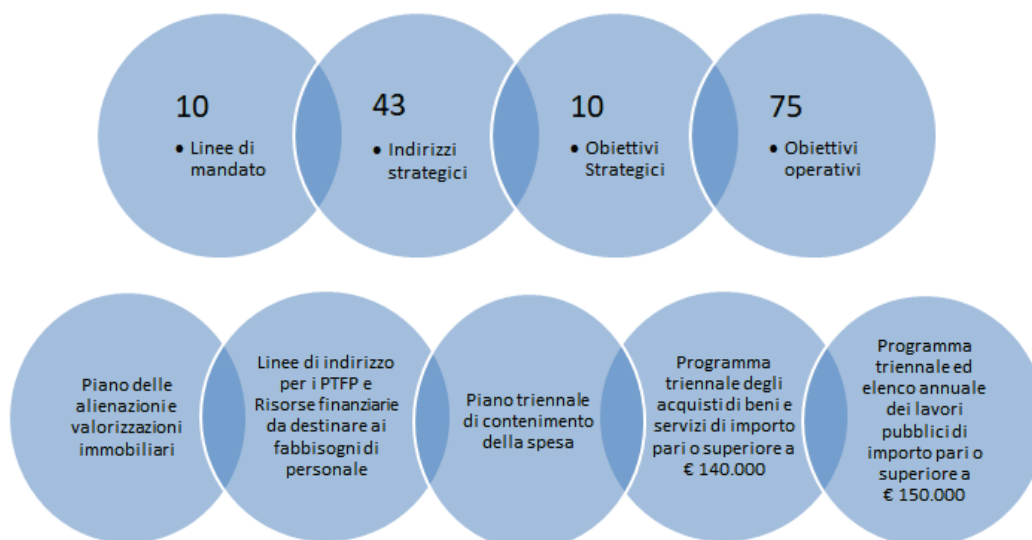 10
• Linee di
mandato
43
• Indirizzi
strategici
10
• Obiettivi
Strategici
75
• Obiettivi
operativi
Piano delle
alienazioni e
valorizzazioni
immobiliari
Linee di indirizzo
per i PTFP e
Risorse finanziarie
da destinare ai
fabbisogni di
personale
Piano triennale
di contenimento
della spesa
Programma
triennale degli
acquisti di beni e
servizi di importo
pari o superiore a
€ 140.000
Programma
triennale ed
elenco annuale
dei lavori
pubblici di
importo pari o
superiore a
€ 150.000